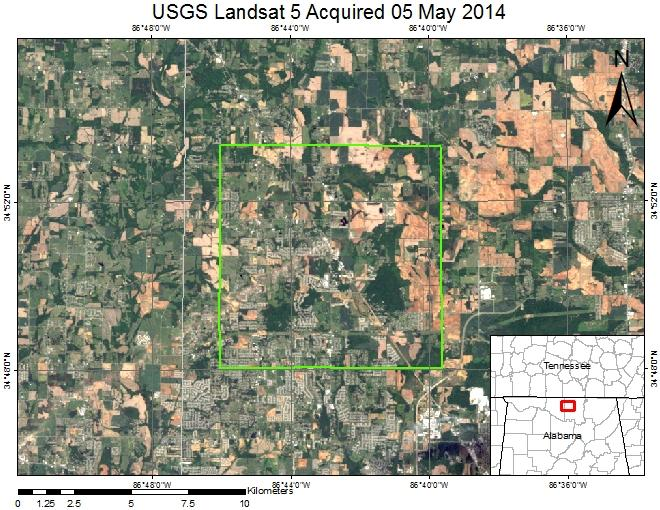 USGS Landsat 5 Acquired 05 May 2014
86°48'0"W 86°44'0"W 86°40'0"W 86°36'0"W
N
34°52'0"N 34°52'0"N
34°48'0"N 34°48'0"N
Tennessee
Alabama
86°48'0"W 86°44'0"W 86°40'0"W 86°36'0"W
Kilometers
0 1.25 2.5 5 7.5 10